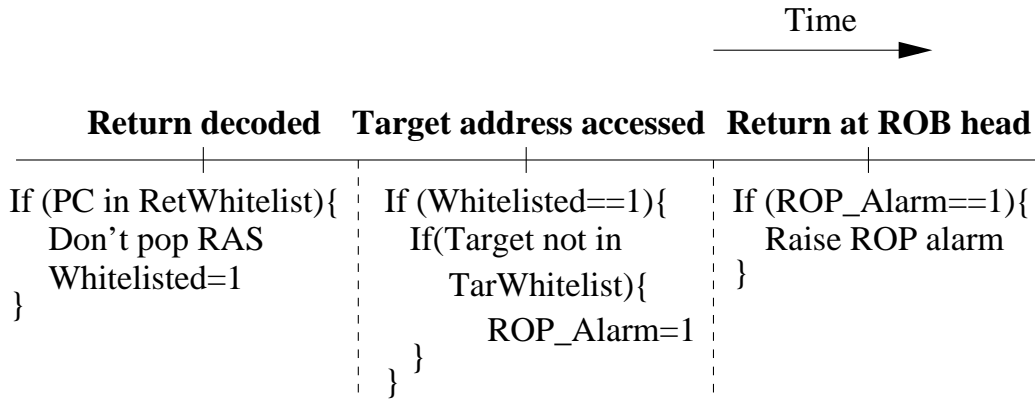 Time
Return decoded
Target address accessed
Return at ROB head
If (PC in RetWhitelist){
Don't pop RAS
Whitelisted=1
}
If (Whitelisted==1){
If(Target not in
TarWhitelist){
ROP_Alarm=1
}
}
If (ROP_Alarm==1){
Raise ROP alarm
}